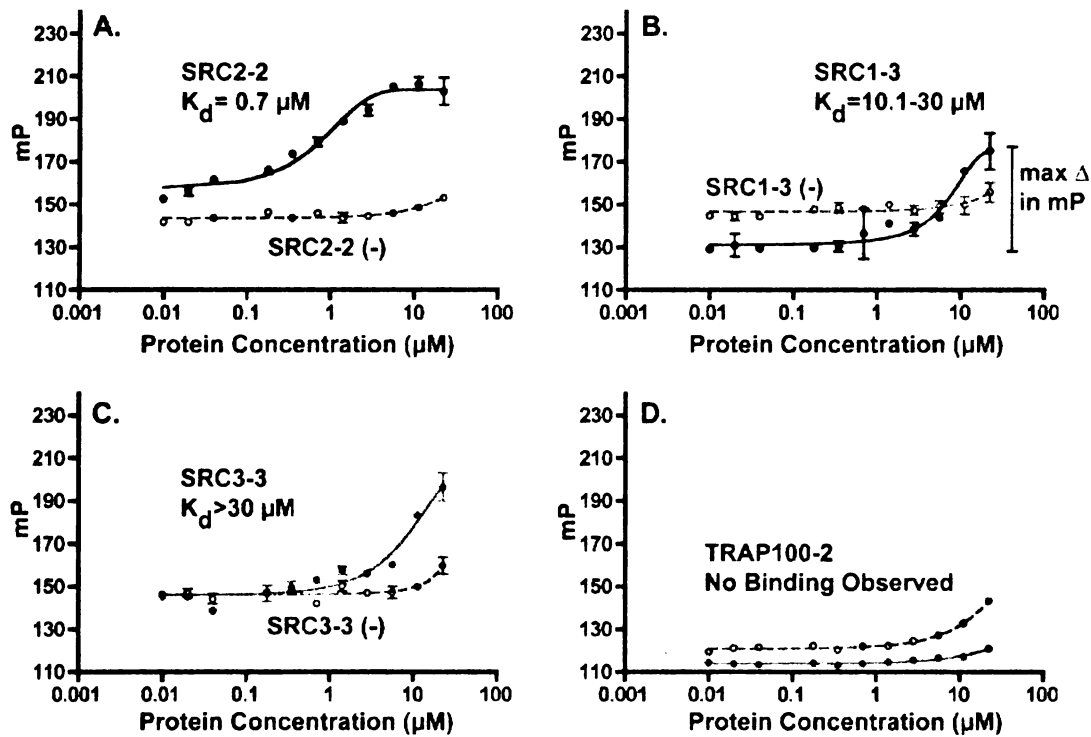 A.
230
210
190
170
150
130
110
mP
SRC2-2
Kd= 0.7 µM
SRC2-2 (-)
0.001 0.01 0.1 1 10 100
Protein Concentration (µM)
B.
230
210
190
170
150
130
110
mP
SRC1-3
Kd=10.1-30 µM
SRC1-3 (-)
max Δ
in mP
0.001 0.01 0.1 1 10 100
Protein Concentration (µM)
C.
230
210
190
170
150
130
110
mP
SRC3-3
Kd>30 µM
SRC3-3 (-)
0.001 0.01 0.1 1 10 100
Protein Concentration (µM)
D.
230
210
190
170
150
130
110
mP
TRAP100-2
No Binding Observed
0.001 0.01 0.1 1 10 100
Protein Concentration (µM)